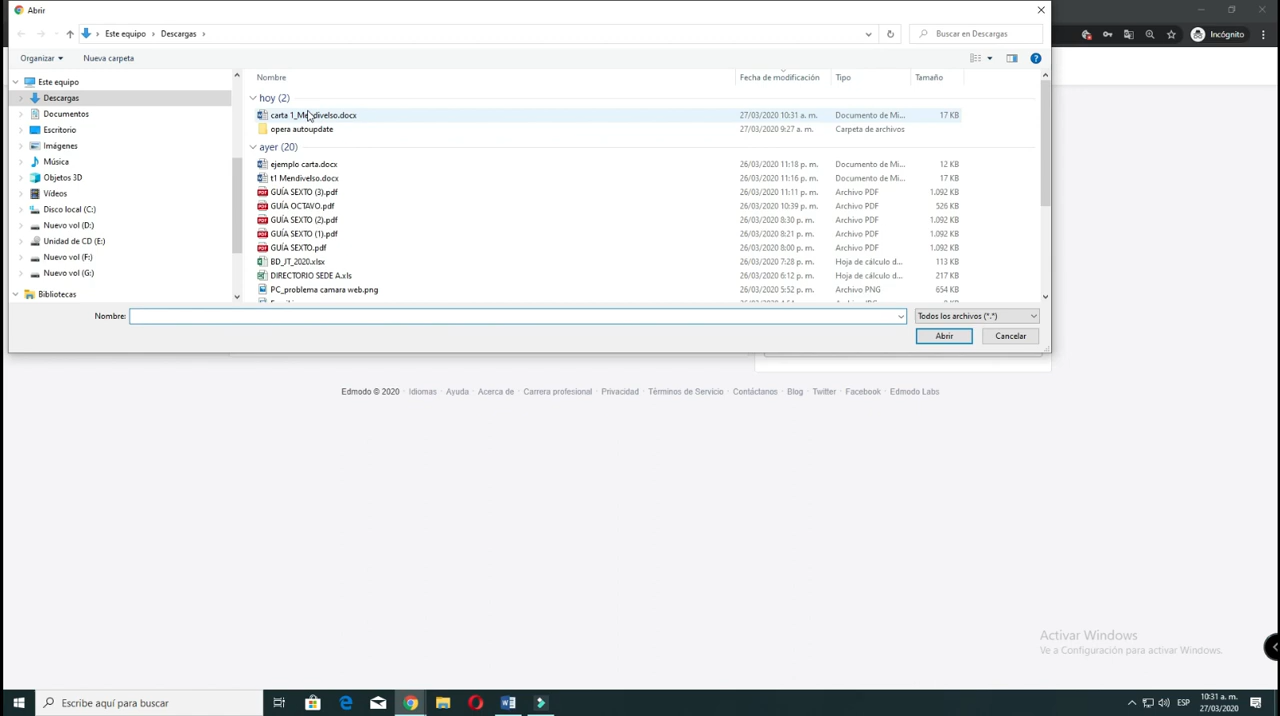 Abrir
Este equipo › Descargas ›
Buscar en Descargas
Incógnito
Organizar
Nueva carpeta
Este equipo
Descargas
Documentos
Escritorio
Imágenes
Música
Objetos 3D
Vídeos
Disco local (C:)
Nuevo vol (D:)
Unidad de CD (E:)
Nuevo vol (F:)
Nuevo vol (G:)
Bibliotecas
Nombre Fecha de modificación Tipo Tamaño
hoy (2)
carta 1_Mendivelso.docx 27/03/2020 10:31 a. m. Documento de Mi... 17 KB
opera autoupdate 27/03/2020 9:27 a. m. Carpeta de archivos
ayer (20)
ejemplo carta.docx 26/03/2020 11:18 p. m. Documento de Mi... 12 KB
t1 Mendivelso.docx 26/03/2020 11:16 p. m. Documento de Mi... 17 KB
GUÍA SEXTO (3).pdf 26/03/2020 11:11 p. m. Archivo PDF 1.092 KB
GUÍA OCTAVO.pdf 26/03/2020 10:39 p. m. Archivo PDF 526 KB
GUÍA SEXTO (2).pdf 26/03/2020 8:30 p. m. Archivo PDF 1.092 KB
GUÍA SEXTO (1).pdf 26/03/2020 8:21 p. m. Archivo PDF 1.092 KB
GUÍA SEXTO.pdf 26/03/2020 8:00 p. m. Archivo PDF 1.092 KB
BD_JT_2020.xlsx 26/03/2020 7:28 p. m. Hoja de cálculo d... 113 KB
DIRECTORIO SEDE A.xls 26/03/2020 6:12 p. m. Hoja de cálculo d... 217 KB
PC_problema camara web.png 26/03/2020 5:52 p. m. Archivo PNG 654 KB
Nombre:
Todos los archivos (*.*)
Abrir
Cancelar
Edmodo © 2020 · Idiomas · Ayuda · Acerca de · Carrera profesional · Privacidad · Términos de Servicio · Contáctanos · Blog · Twitter · Facebook · Edmodo Labs
Activar Windows
Ve a Configuración para activar Windows.
Escribe aquí para buscar
ESP
10:31 a. m.
27/03/2020